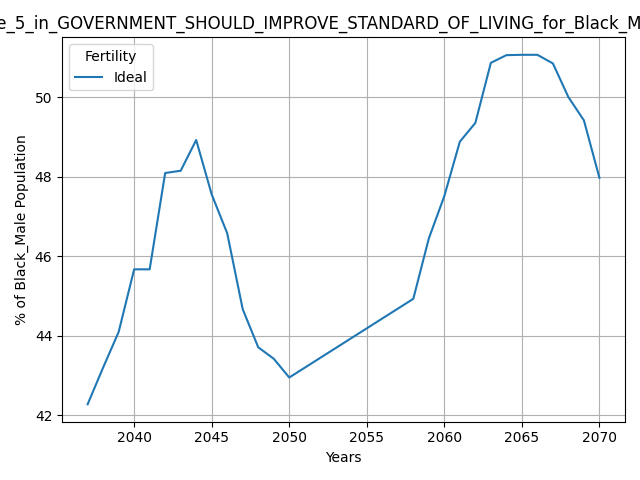 e_5_in_GOVERNMENT_SHOULD_IMPROVE_STANDARD_OF_LIVING_for_Black_M
Fertility
Ideal
% of Black_Male Population
50
48
46
44
42
2040 2045 2050 2055 2060 2065 2070
Years